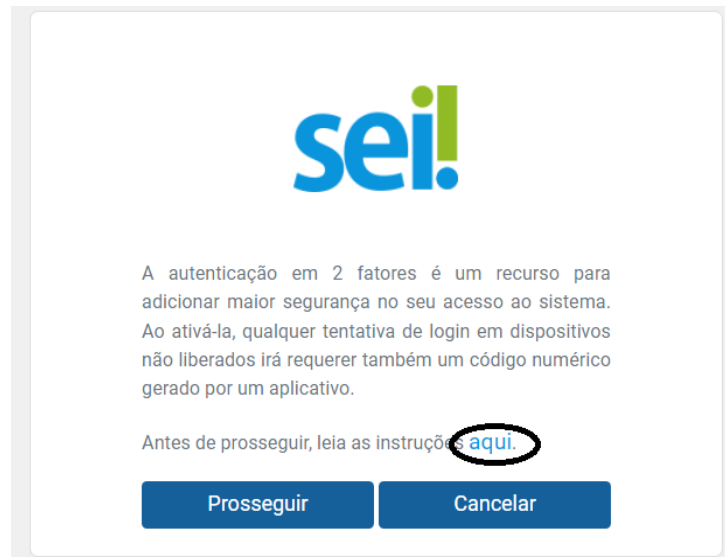 sei!
A autenticação em 2 fatores é um recurso para
adicionar maior segurança no seu acesso ao sistema.
Ao ativá-la, qualquer tentativa de login em dispositivos
não liberados irá requerer também um código numérico
gerado por um aplicativo.
Antes de prosseguir, leia as instruções aqui.
Prosseguir
Cancelar